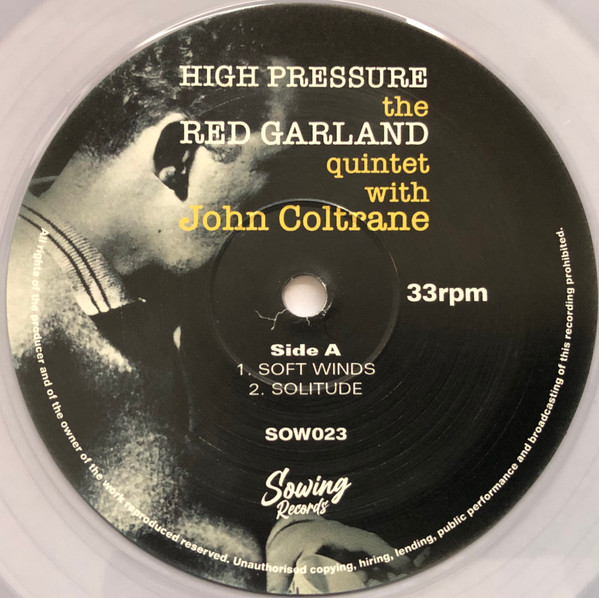 HIGH PRESSURE
the
RED GARLAND
quintet
with
John Coltrane
33rpm
Side A
1. SOFT WINDS
2. SOLITUDE
SOW023
Sowing
Records
All rights of the producer and of the owner of the work reproduced reserved. Unauthorised copying, hiring, lending, public performance and broadcasting of this recording prohibited.